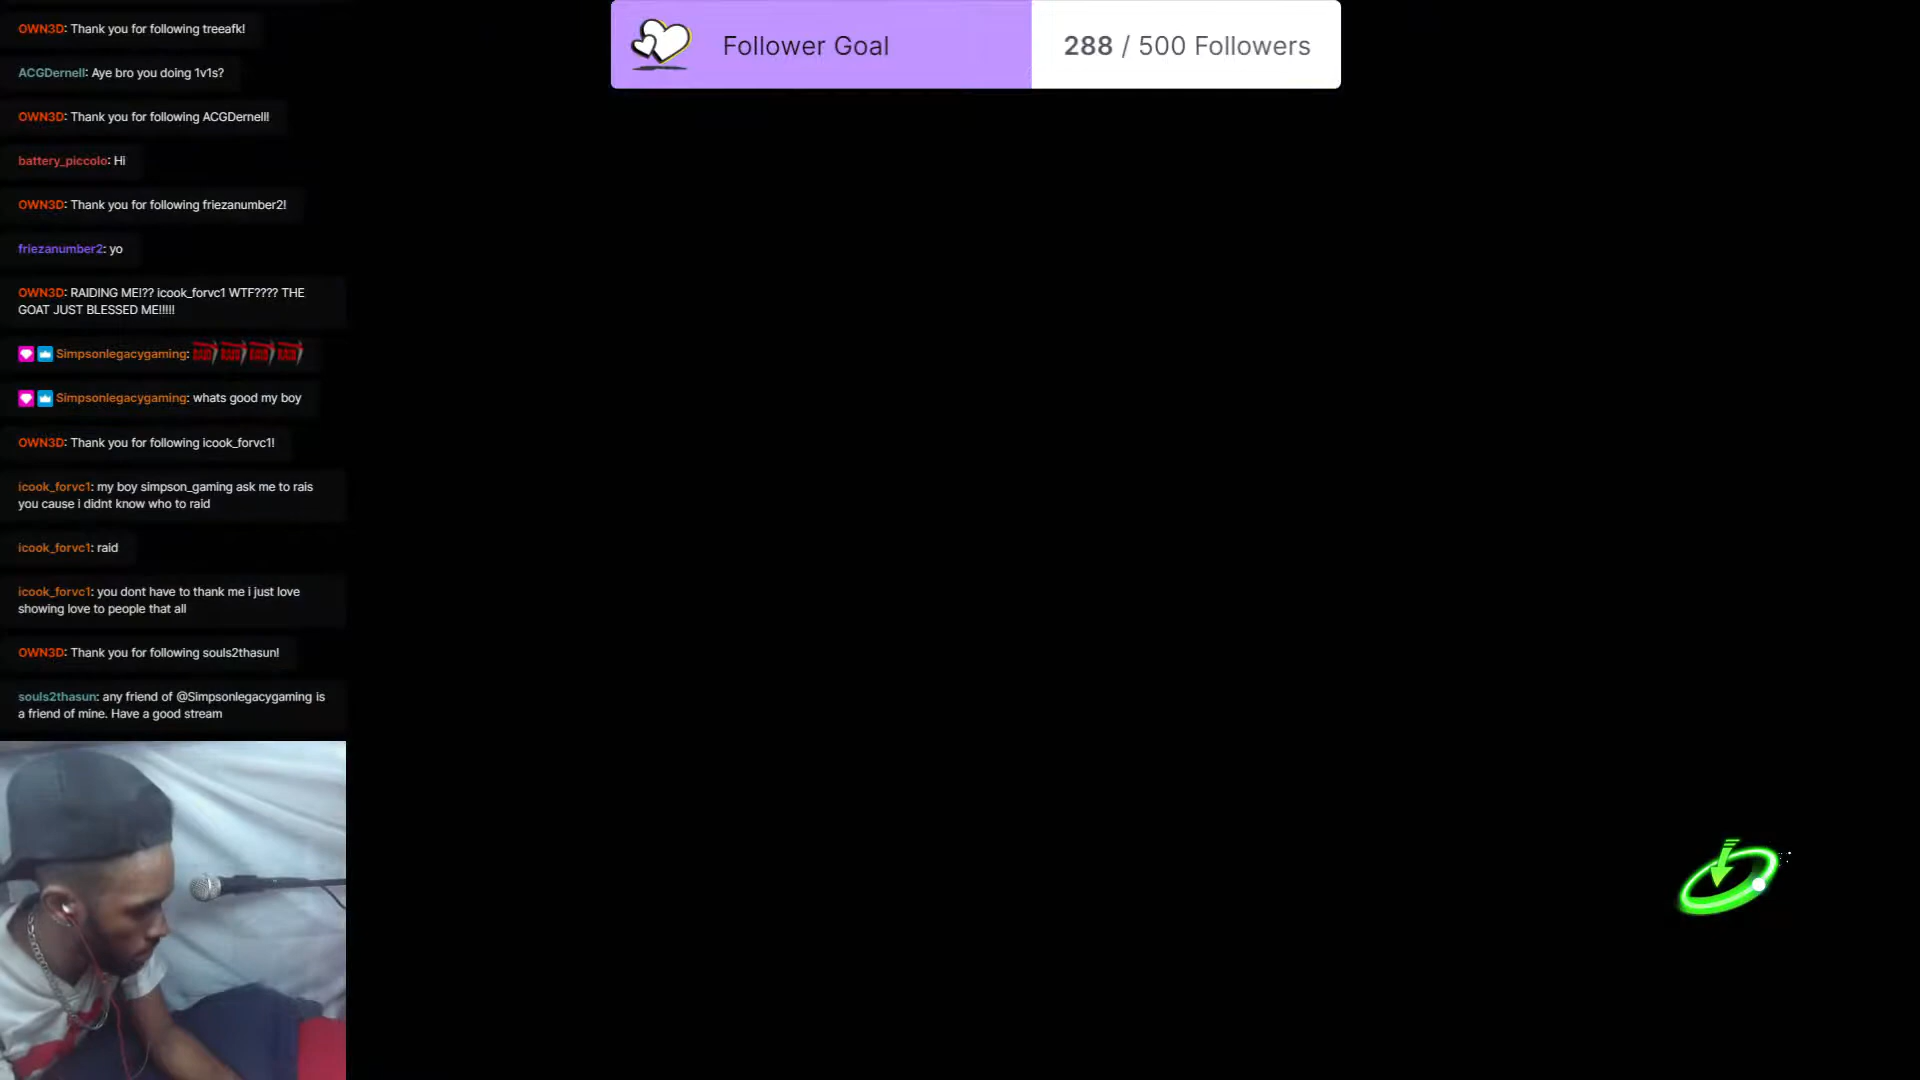 OWN3D: Thank you for following treeafk!
ACGDernell: Aye bro you doing 1v1s?
OWN3D: Thank you for following ACGDernell!
battery_piccolo: Hi
OWN3D: Thank you for following friezanumber2!
friezanumber2: yo
OWN3D: RAIDING ME!?? icook_forvc1 WTF???? THE
GOAT JUST BLESSED ME!!!!!
Simpsonlegacygaming: RAID RAID RAID RAID
Simpsonlegacygaming: whats good my boy
OWN3D: Thank you for following icook_forvc1!
icook_forvc1: my boy simpson_gaming ask me to rais
you cause i didnt know who to raid
icook_forvc1: raid
icook_forvc1: you dont have to thank me i just love
showing love to people that all
OWN3D: Thank you for following souls2thasun!
souls2thasun: any friend of @Simpsonlegacygaming is
a friend of mine. Have a good stream
Follower Goal
288 / 500 Followers